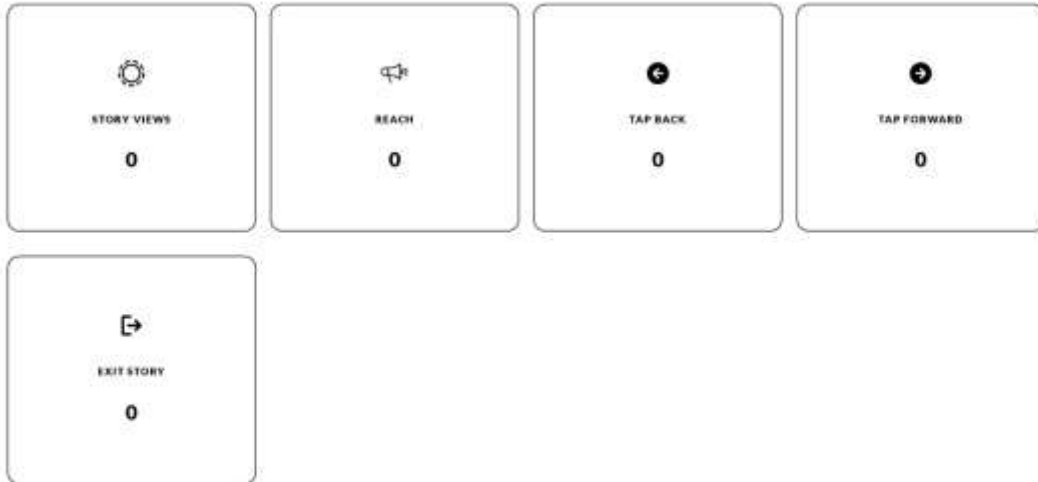 STORY VIEWS
0
REACH
0
TAP BACK
0
TAP FORWARD
0
EXIT STORY
0